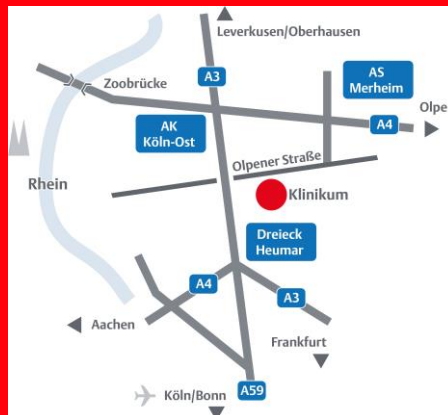 Leverkusen/Oberhausen
A3
Zoobrücke
AS
Merheim
Olpe
A4
AK
Köln-Ost
Olpener Straße
Rhein
Klinikum
Dreieck
Heumar
A4
A3
Aachen
Frankfurt
Köln/Bonn
A59